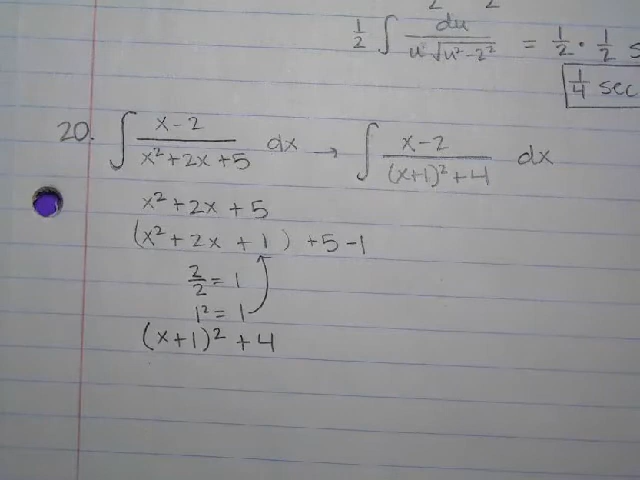 2 2
1/2 ∫ du / u √u²-2² = 1/2 · 1/2 s
1/4 sec
20. ∫ x-2 / x²+2x+5 dx → ∫ x-2 / (x+1)²+4 dx
x²+2x+5
(x²+2x+1) +5-1
2/2 = 1
1² = 1
(x+1)²+4